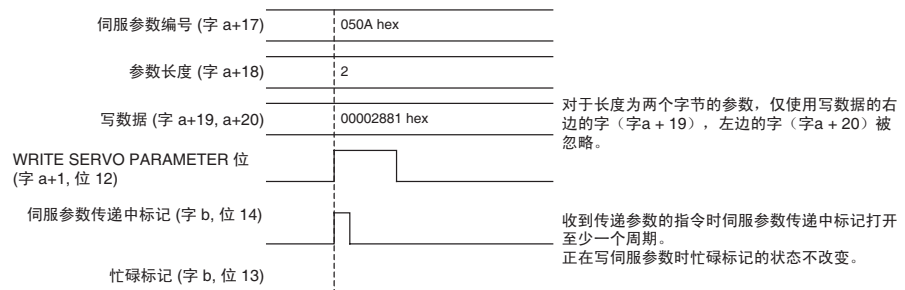 伺服参数编号 (字 a+17)
050A hex
参数长度 (字 a+18)
2
写数据 (字 a+19, a+20)
00002881 hex
对于长度为两个字节的参数，仅使用写数据的右
边的字（字a + 19），左边的字（字a + 20）被
忽略。
WRITE SERVO PARAMETER 位
(字 a+1, 位 12)
伺服参数传递中标记 (字 b, 位 14)
收到传递参数的指令时伺服参数传递中标记打开
至少一个周期。
正在写伺服参数时忙碌标记的状态不改变。
忙碌标记 (字 b, 位 13)